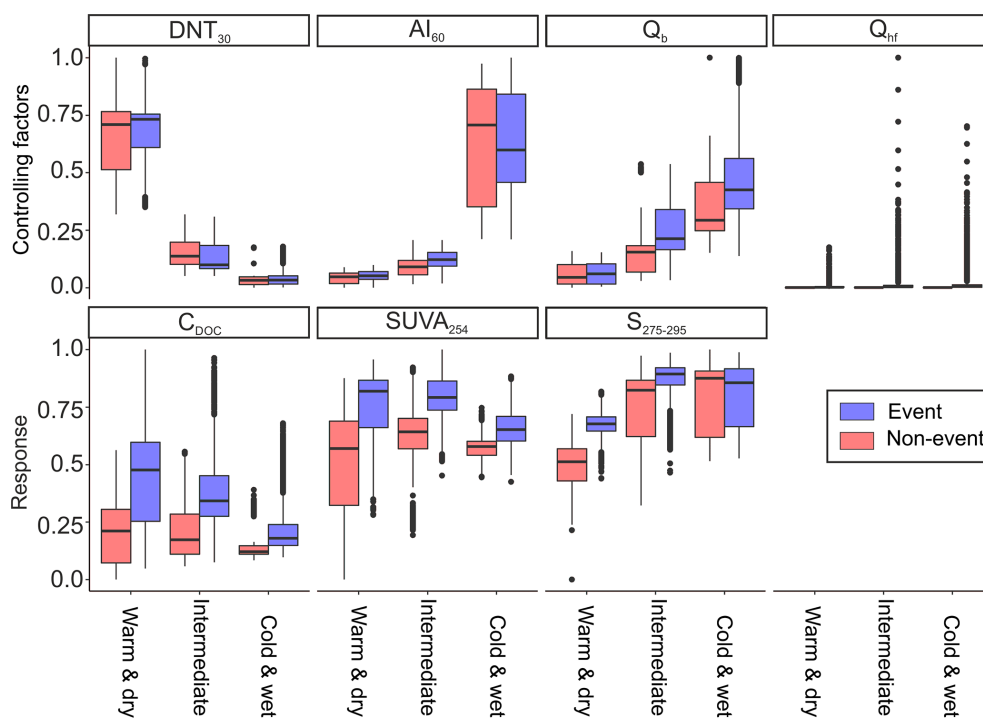 DNT30 AI60 Qb Qhf
Controlling factors
1.0
0.75
0.5
0.25
0.0
CDOC SUVA254 S275-295
Response
1.0
0.75
0.5
0.25
0.0
Event
Non-event
Warm & dry Intermediate Cold & wet Warm & dry Intermediate Cold & wet Warm & dry Intermediate Cold & wet Warm & dry Intermediate Cold & wet